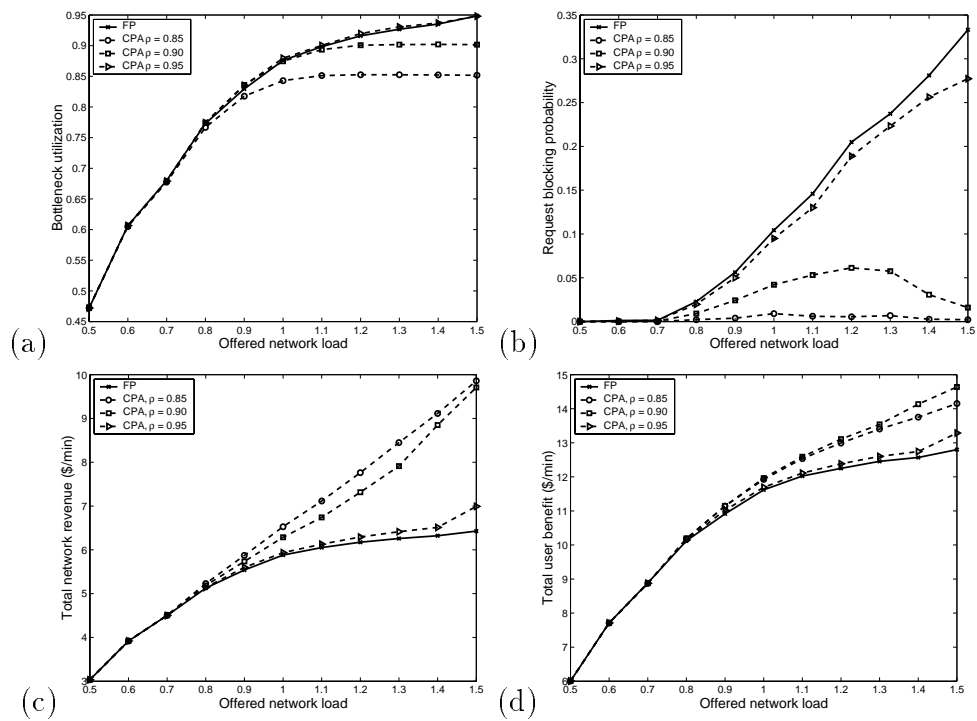 0.95
0.9
0.85
0.8
0.75
0.7
0.65
0.6
0.55
0.5
0.45
Bottleneck utilization
FP
CPA ρ = 0.85
CPA ρ = 0.90
CPA ρ = 0.95
0.5 0.6 0.7 0.8 0.9 1 1.1 1.2 1.3 1.4 1.5
Offered network load
(a)
0.35
0.3
0.25
0.2
0.15
0.1
0.05
0
Request blocking probability
FP
CPA ρ = 0.85
CPA ρ = 0.90
CPA ρ = 0.95
0.5 0.6 0.7 0.8 0.9 1 1.1 1.2 1.3 1.4 1.5
Offered network load
(b)
10
9
8
7
6
5
4
3
Total network revenue ($/min)
FP
CPA, ρ = 0.85
CPA, ρ = 0.90
CPA, ρ = 0.95
0.5 0.6 0.7 0.8 0.9 1 1.1 1.2 1.3 1.4 1.5
Offered network load
(c)
15
14
13
12
11
10
9
8
7
6
Total user benefit ($/min)
FP
CPA, ρ = 0.85
CPA, ρ = 0.90
CPA, ρ = 0.95
0.5 0.6 0.7 0.8 0.9 1 1.1 1.2 1.3 1.4 1.5
Offered network load
(d)